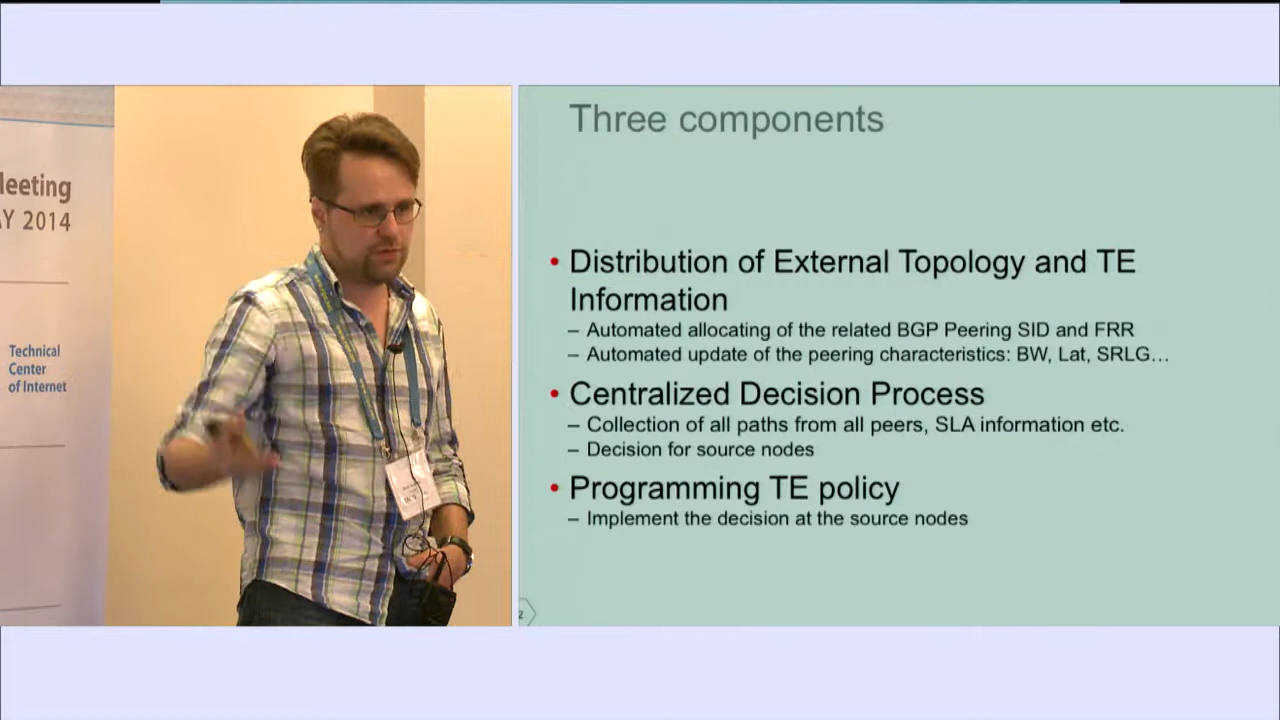 leeting
AY 2014
Technical
Center
of Internet
Three components
• Distribution of External Topology and TE
Information
– Automated allocating of the related BGP Peering SID and FRR
– Automated update of the peering characteristics: BW, Lat, SRLG…
• Centralized Decision Process
– Collection of all paths from all peers, SLA information etc.
– Decision for source nodes
• Programming TE policy
– Implement the decision at the source nodes
2